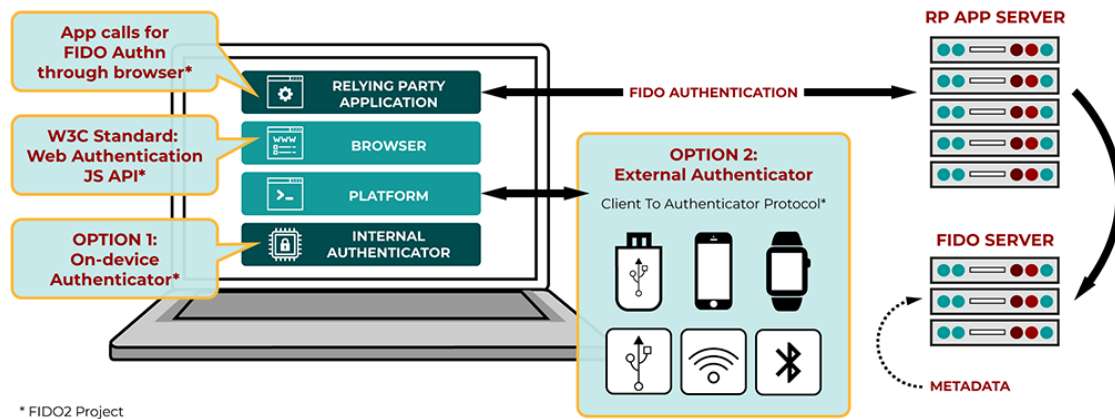 App calls for
FIDO Authn
through browser*
W3C Standard:
Web Authentication
JS API*
OPTION 1:
On-device
Authenticator*
RELYING PARTY
APPLICATION
WWW
BROWSER
PLATFORM
INTERNAL
AUTHENTICATOR
FIDO AUTHENTICATION
OPTION 2:
External Authenticator
Client To Authenticator Protocol*
RP APP SERVER
FIDO SERVER
METADATA
* FIDO2 Project